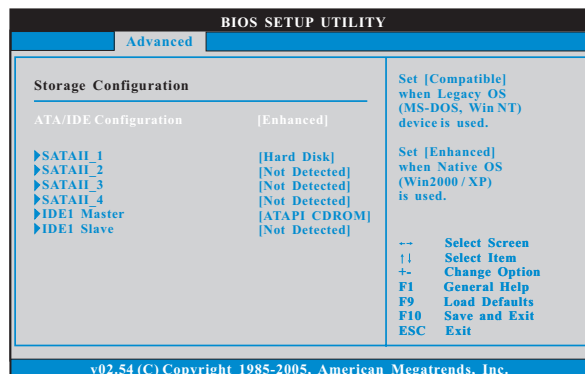 BIOS SETUP UTILITY
Advanced
Storage Configuration
ATA/IDE Configuration [Enhanced]
SATAII_1 [Hard Disk]
SATAII_2 [Not Detected]
SATAII_3 [Not Detected]
SATAII_4 [Not Detected]
IDE1 Master [ATAPI CDROM]
IDE1 Slave [Not Detected]
Set [Compatible]
when Legacy OS
(MS-DOS, Win NT)
device is used.
Set [Enhanced]
when Native OS
(Win2000 / XP)
is used.
←→ Select Screen
↑↓ Select Item
+- Change Option
F1 General Help
F9 Load Defaults
F10 Save and Exit
ESC Exit
v02.54 (C) Copyright 1985-2005, American Megatrends, Inc.